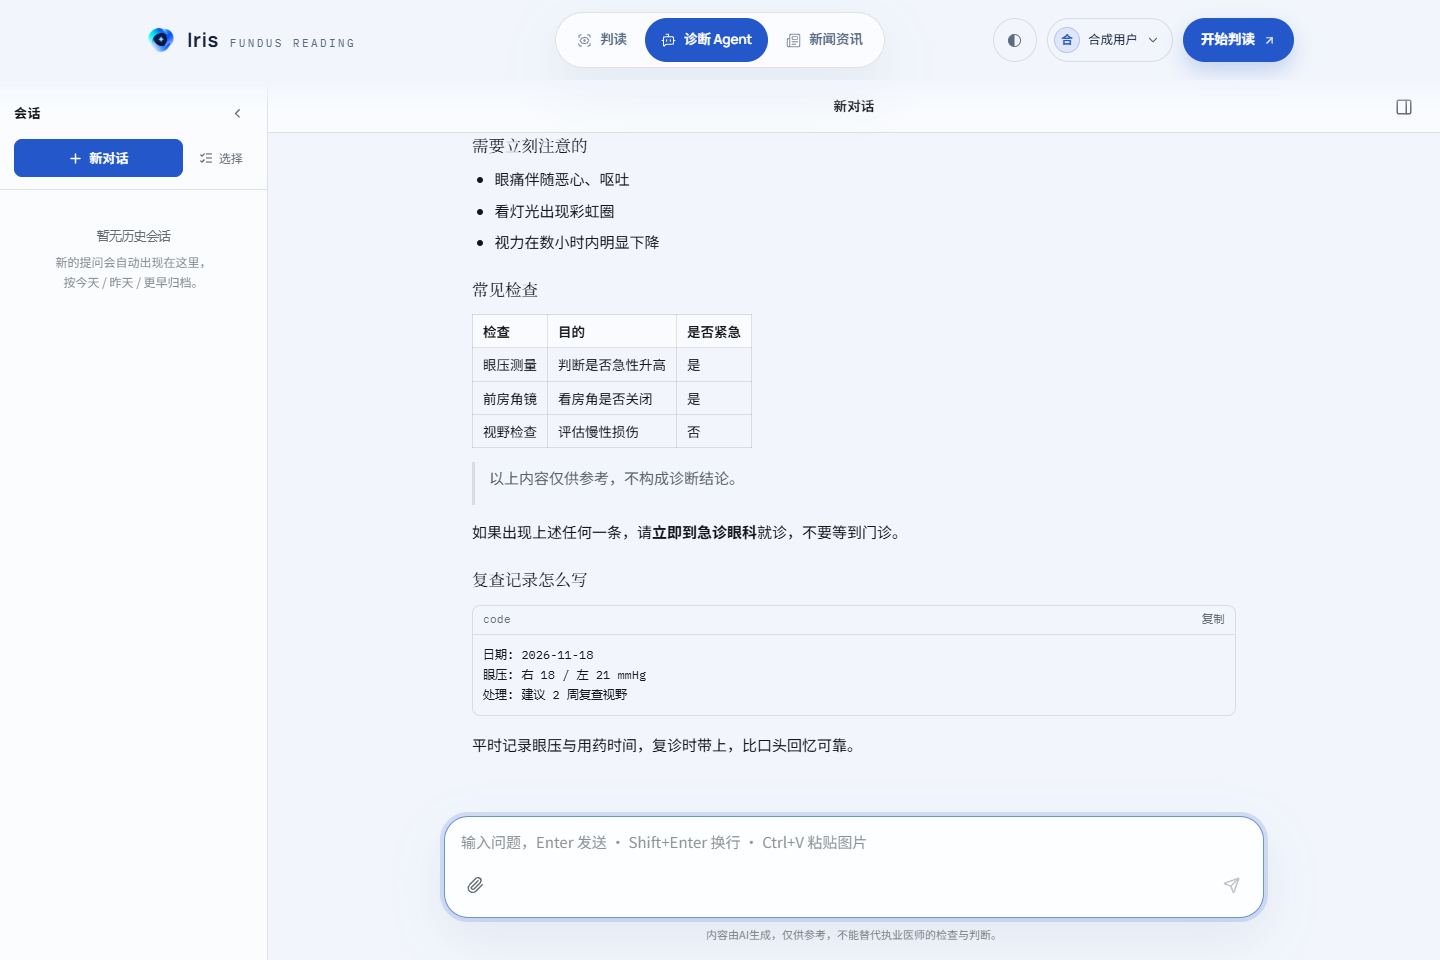 Iris FUNDUS READING
判读
诊断 Agent
新闻资讯
合 合成用户
开始判读
会话
新对话
选择
暂无历史会话
新的提问会自动出现在这里，
按今天 / 昨天 / 更早归档。
新对话
需要立刻注意的
眼痛伴随恶心、呕吐
看灯光出现彩虹圈
视力在数小时内明显下降
常见检查
检查 目的 是否紧急
眼压测量 判断是否急性升高 是
前房角镜 看房角是否关闭 是
视野检查 评估慢性损伤 否
以上内容仅供参考，不构成诊断结论。
如果出现上述任何一条，请立即到急诊眼科就诊，不要等到门诊。
复查记录怎么写
code 复制
日期: 2026-11-18
眼压: 右 18 / 左 21 mmHg
处理: 建议 2 周复查视野
平时记录眼压与用药时间，复诊时带上，比口头回忆可靠。
输入问题，Enter 发送 · Shift+Enter 换行 · Ctrl+V 粘贴图片
内容由AI生成，仅供参考，不能替代执业医师的检查与判断。